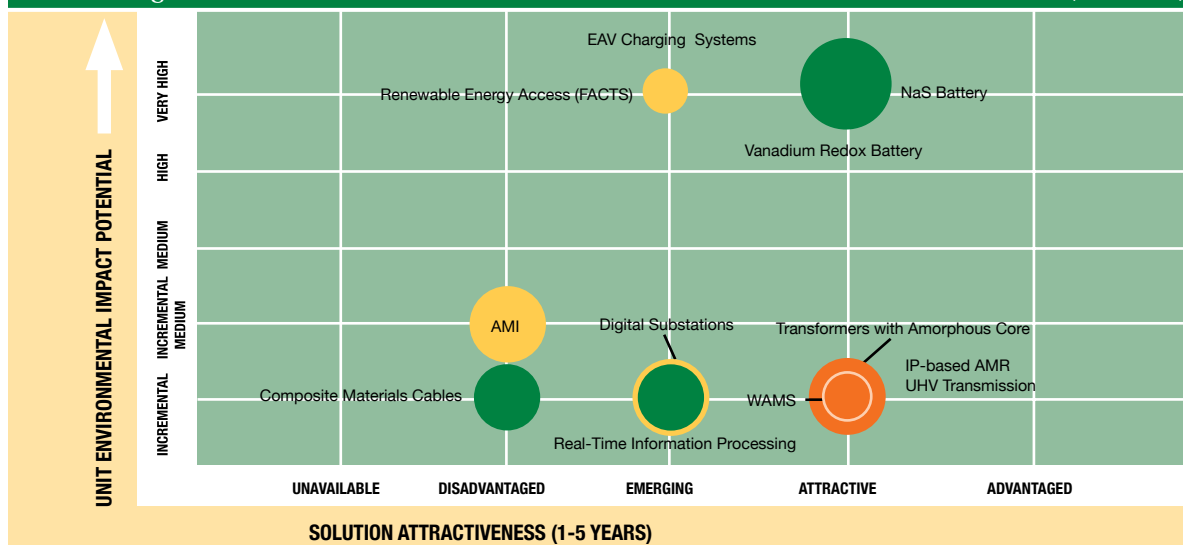 EAV Charging Systems
Renewable Energy Access (FACTS)
NaS Battery
Vanadium Redox Battery
AMI
Digital Substations
Transformers with Amorphous Core
IP-based AMR
UHV Transmission
Composite Materials Cables
WAMS
Real-Time Information Processing
UNIT ENVIRONMENTAL IMPACT POTENTIAL
VERY HIGH
HIGH
MEDIUM
INCREMENTAL
MEDIUM
INCREMENTAL
UNAVAILABLE
DISADVANTAGED
EMERGING
ATTRACTIVE
ADVANTAGED
SOLUTION ATTRACTIVENESS (1-5 YEARS)